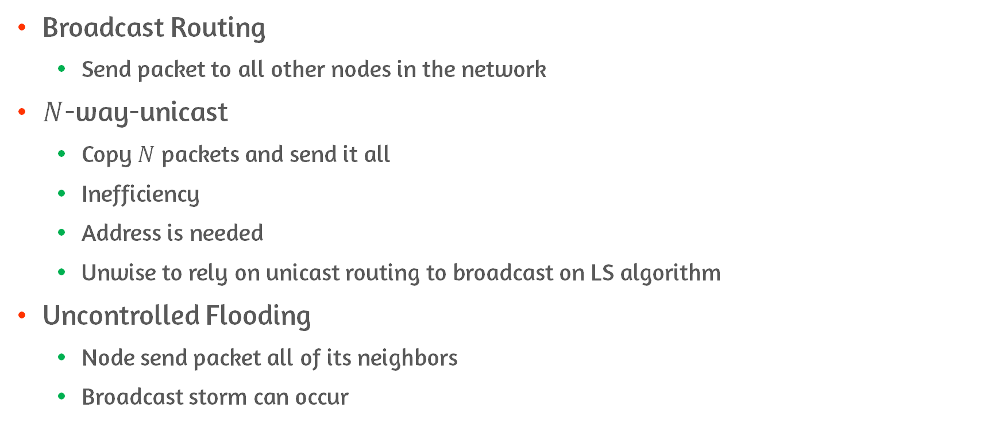 • Broadcast Routing
• Send packet to all other nodes in the network
• N-way-unicast
• Copy N packets and send it all
• Inefficiency
• Address is needed
• Unwise to rely on unicast routing to broadcast on LS algorithm
• Uncontrolled Flooding
• Node send packet all of its neighbors
• Broadcast storm can occur